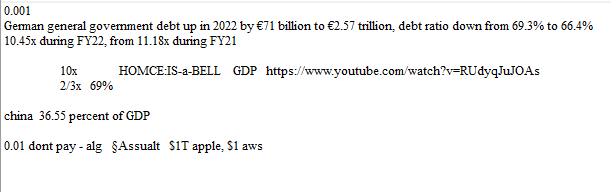 0.001
German general government debt up in 2022 by €71 billion to €2.57 trillion, debt ratio down from 69.3% to 66.4%
10.45x during FY22, from 11.18x during FY21
10x HOMCE:IS-a-BELL GDP https://www.youtube.com/watch?v=RUdyqJuJOAs
2/3x 69%
china 36.55 percent of GDP
0.01 dont pay - alg §Assualt $1T apple, $1 aws